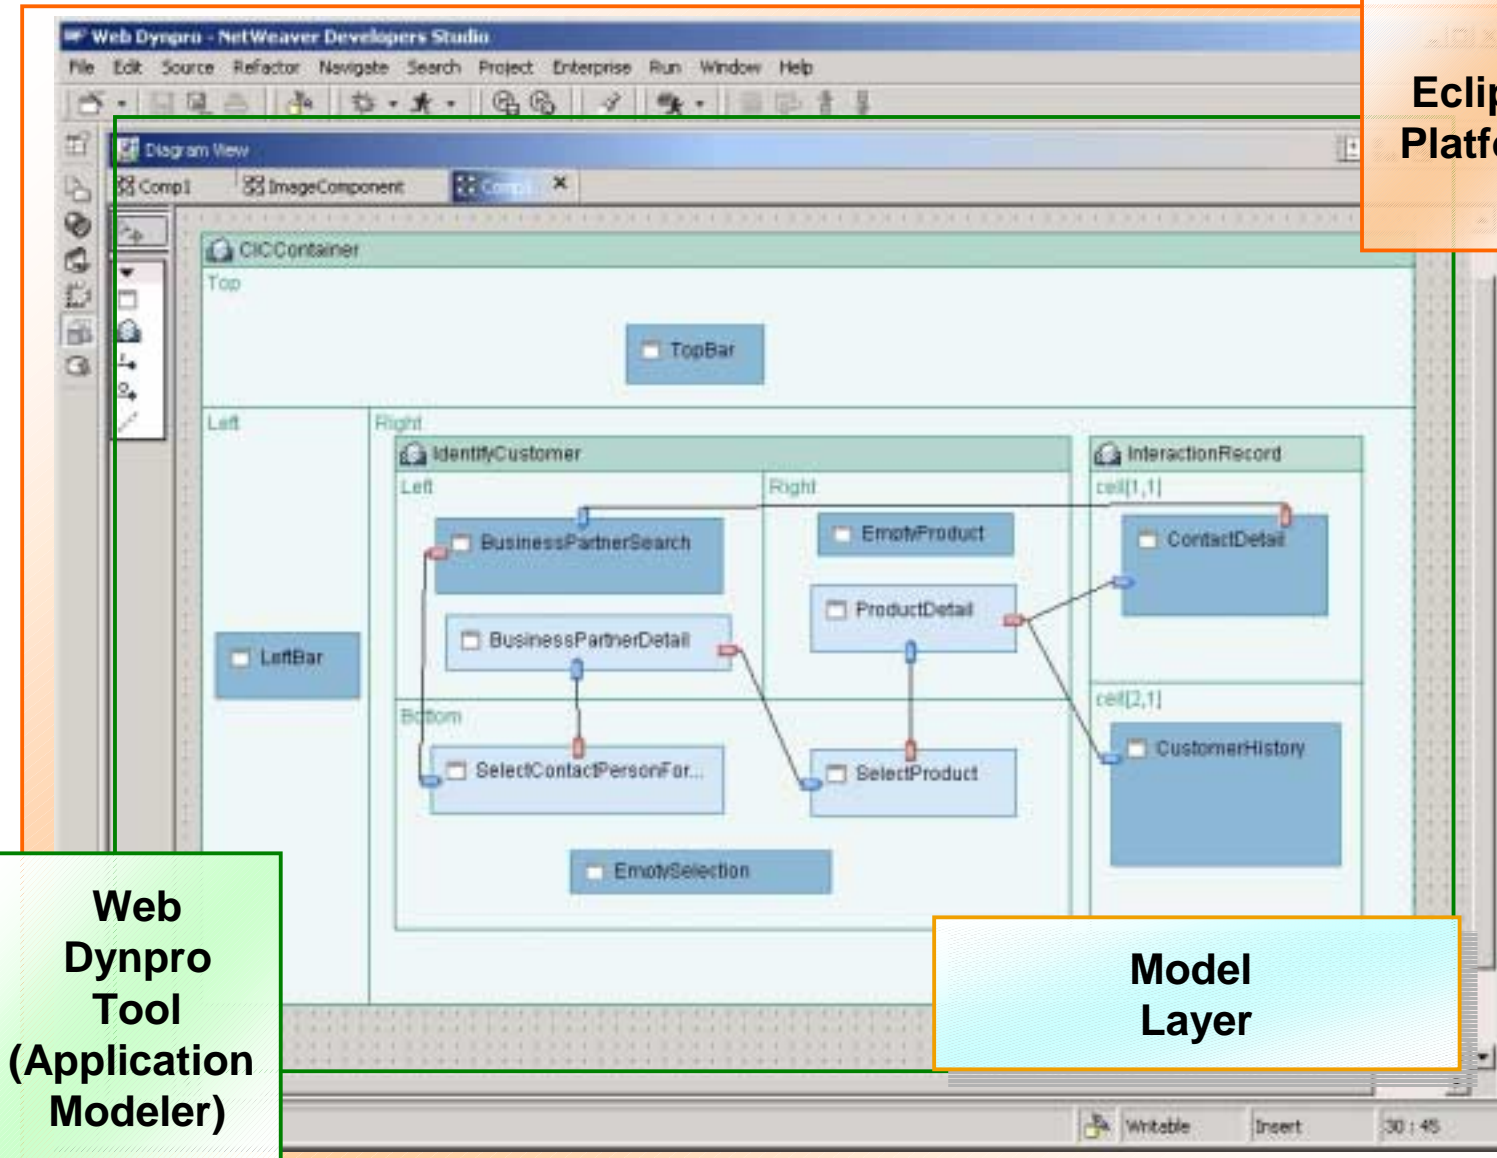 Web Dynpro - NetWeaver Developers Studio
File Edit Source Refactor Navigate Search Project Enterprise Run Window Help
Diagram View
Comp1 ImageComponent
CICContainer
Top
TopBar
Left
Right
IdentifyCustomer
InteractionRecord
Left
Right
cell[1,1]
BusinessPartnerSearch
EmptyProduct
ContactDetail
ProductDetail
BusinessPartnerDetail
LeftBar
Bottom
cell[2,1]
SelectContactPersonFor...
SelectProduct
CustomerHistory
EmptySelection
Web
Dynpro
Tool
(Application
Modeler)
Model
Layer
Writable Insert 30 : 45